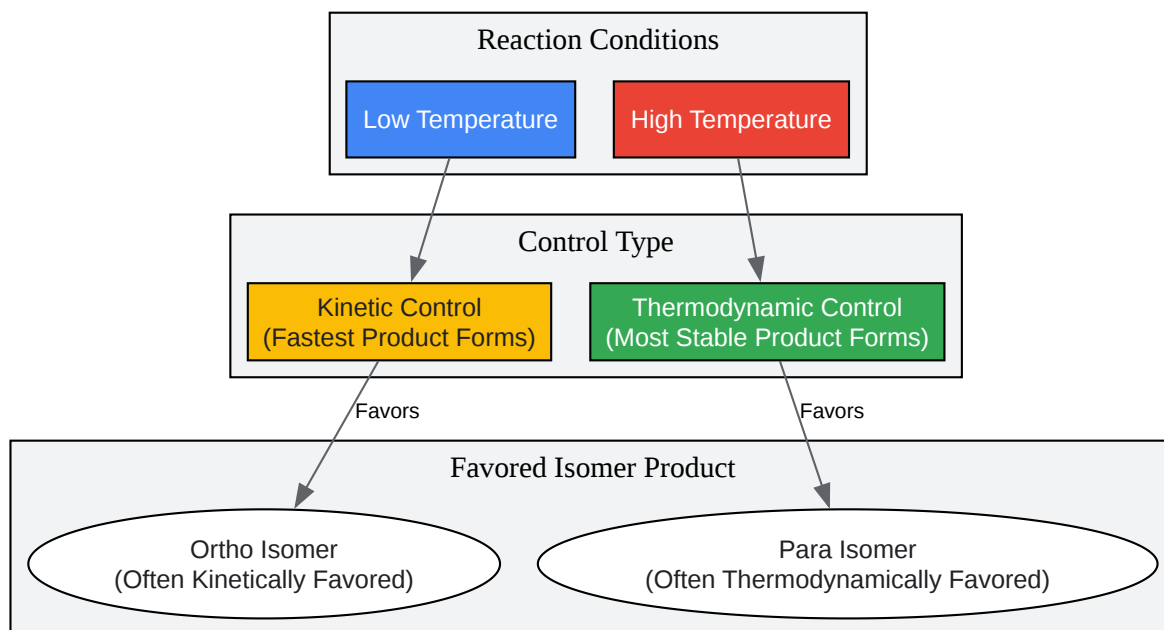 Reaction Conditions
Low Temperature
High Temperature
Control Type
Kinetic Control
(Fastest Product Forms)
Thermodynamic Control
(Most Stable Product Forms)
Favors
Favors
Favored Isomer Product
Ortho Isomer
(Often Kinetically Favored)
Para Isomer
(Often Thermodynamically Favored)